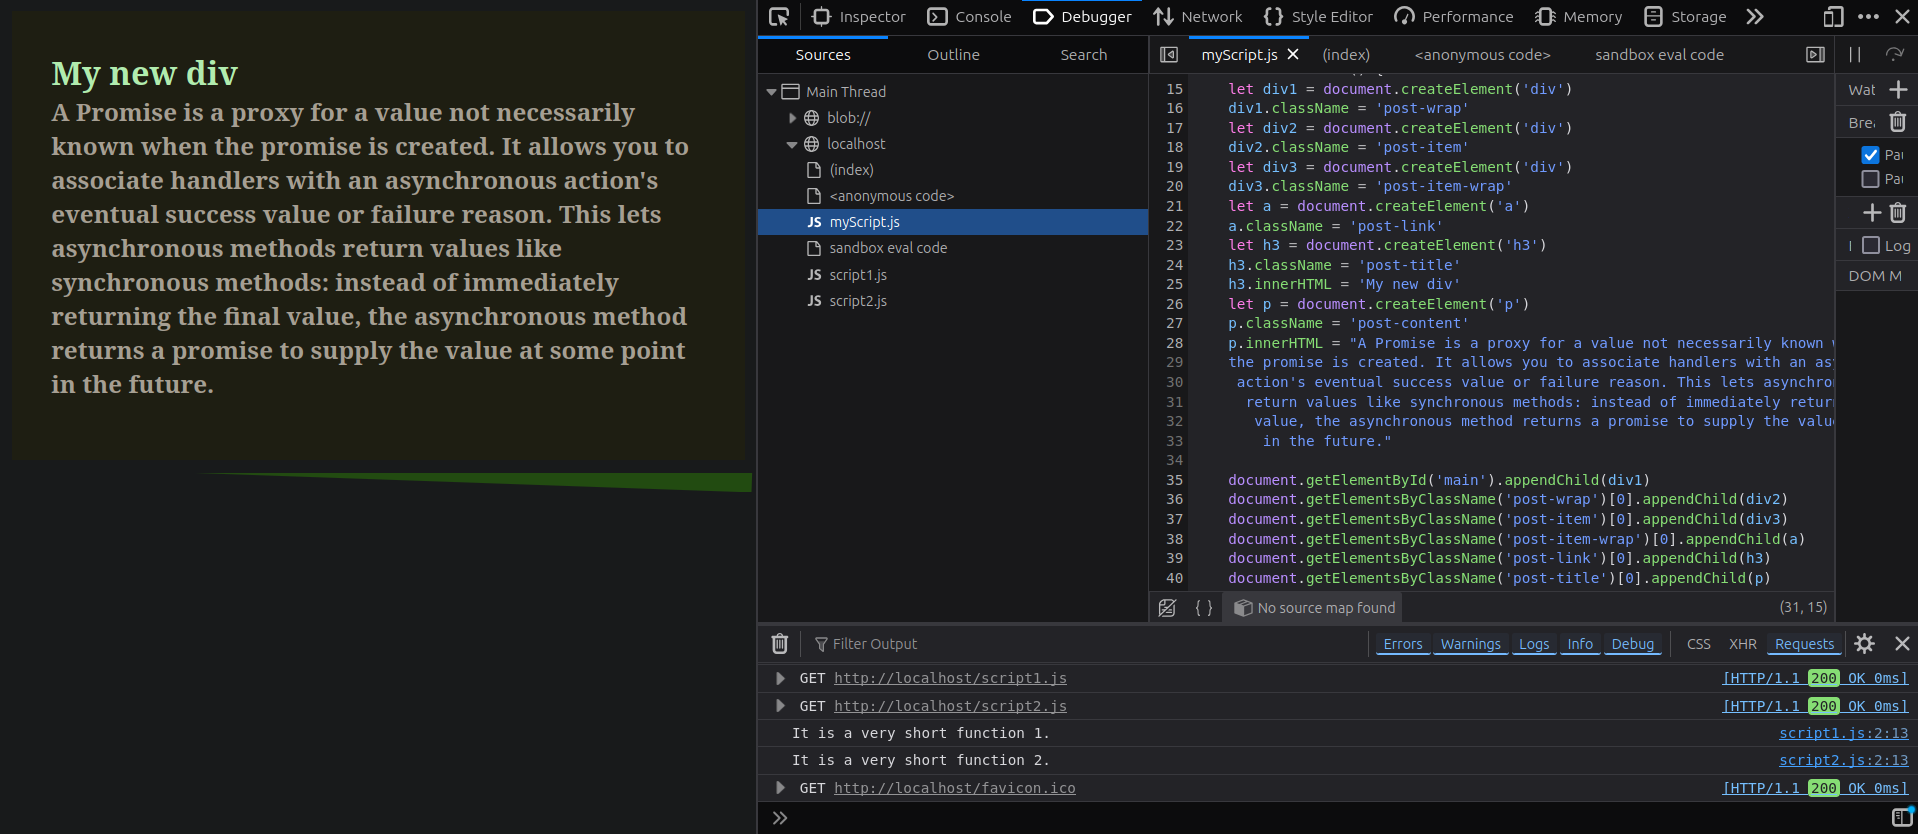 My new div
A Promise is a proxy for a value not necessarily
known when the promise is created. It allows you to
associate handlers with an asynchronous action's
eventual success value or failure reason. This lets
asynchronous methods return values like
synchronous methods: instead of immediately
returning the final value, the asynchronous method
returns a promise to supply the value at some point
in the future.
Inspector Console Debugger Network Style Editor Performance Memory Storage
Sources Outline Search
Main Thread
blob://
localhost
(index)
<anonymous code>
JS myScript.js
sandbox eval code
JS script1.js
JS script2.js
myScript.js (index) <anonymous code> sandbox eval code
15 let div1 = document.createElement('div')
16 div1.className = 'post-wrap'
17 let div2 = document.createElement('div')
18 div2.className = 'post-item'
19 let div3 = document.createElement('div')
20 div3.className = 'post-item-wrap'
21 let a = document.createElement('a')
22 a.className = 'post-link'
23 let h3 = document.createElement('h3')
24 h3.className = 'post-title'
25 h3.innerHTML = 'My new div'
26 let p = document.createElement('p')
27 p.className = 'post-content'
28 p.innerHTML = "A Promise is a proxy for a value not necessarily known
29 the promise is created. It allows you to associate handlers with an as
30 action's eventual success value or failure reason. This lets asynchro
31 return values like synchronous methods: instead of immediately retur
32 value, the asynchronous method returns a promise to supply the valu
33 in the future."
34
35 document.getElementById('main').appendChild(div1)
36 document.getElementsByClassName('post-wrap')[0].appendChild(div2)
37 document.getElementsByClassName('post-item')[0].appendChild(div3)
38 document.getElementsByClassName('post-item-wrap')[0].appendChild(a)
39 document.getElementsByClassName('post-link')[0].appendChild(h3)
40 document.getElementsByClassName('post-title')[0].appendChild(p)
{ } No source map found (31, 15)
Wat
Brea
Pau
Pau
Log
DOM M
Filter Output Errors Warnings Logs Info Debug CSS XHR Requests
GET http://localhost/script1.js [HTTP/1.1 200 OK 0ms]
GET http://localhost/script2.js [HTTP/1.1 200 OK 0ms]
It is a very short function 1. script1.js:2:13
It is a very short function 2. script2.js:2:13
GET http://localhost/favicon.ico [HTTP/1.1 200 OK 0ms]